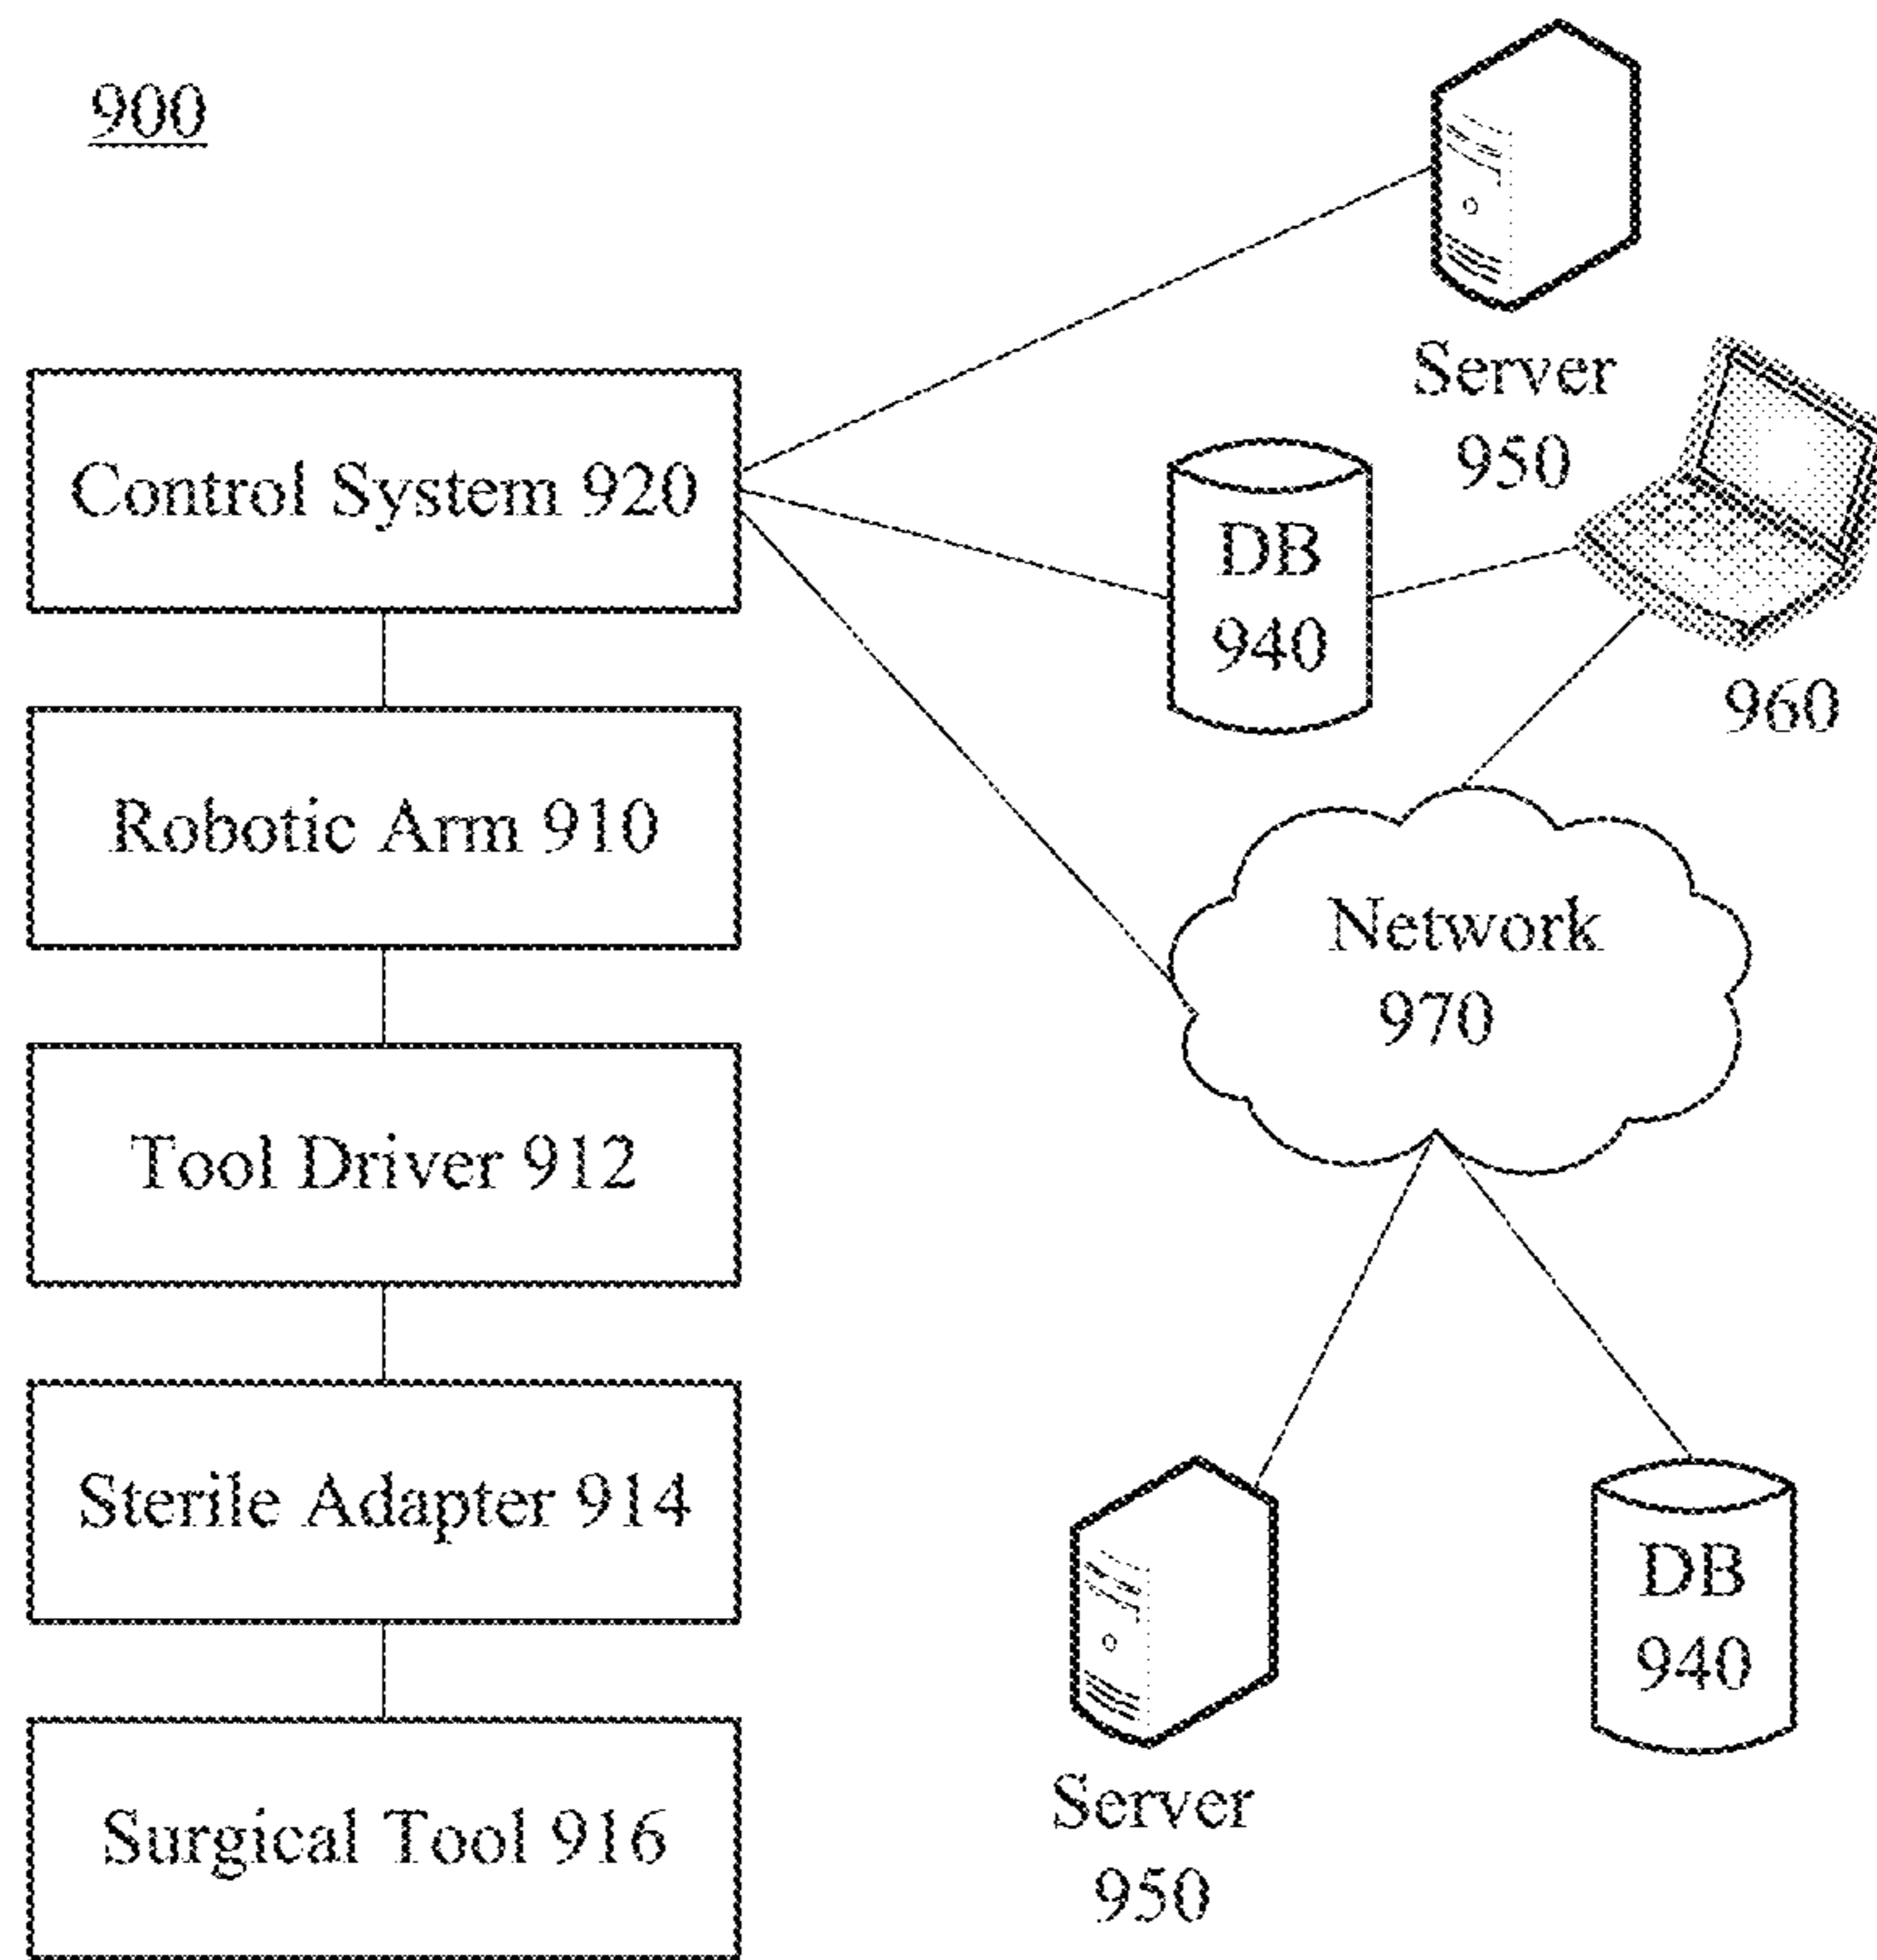 900
Server
950
Control System 920
DB
940
960
Robotic Arm 910
Network
970
Tool Driver 912
Sterile Adapter 914
DB
940
Surgical Tool 916
Server
950